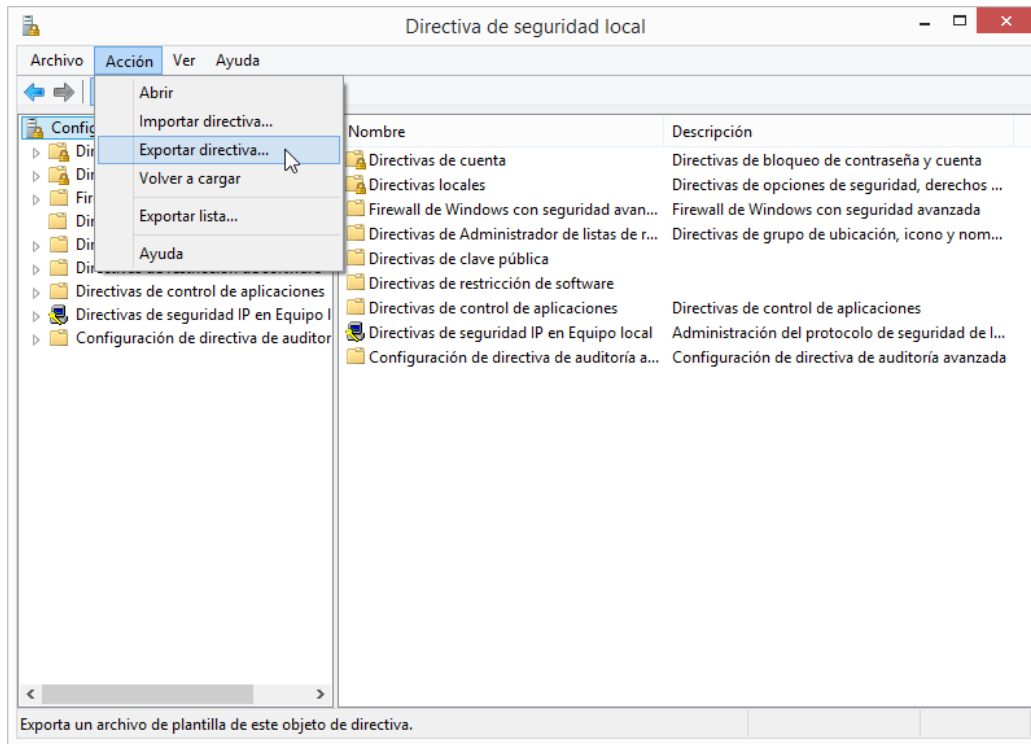 Directiva de seguridad local
Archivo Acción Ver Ayuda
Abrir
Importar directiva...
Exportar directiva...
Volver a cargar
Exportar lista...
Ayuda
Config
Dir
Dir
Fir
Dir
Dir
Directivas de control de aplicaciones
Directivas de seguridad IP en Equipo l
Configuración de directiva de auditor
Nombre Descripción
Directivas de cuenta Directivas de bloqueo de contraseña y cuenta
Directivas locales Directivas de opciones de seguridad, derechos ...
Firewall de Windows con seguridad avan... Firewall de Windows con seguridad avanzada
Directivas de Administrador de listas de r... Directivas de grupo de ubicación, icono y nom...
Directivas de clave pública
Directivas de restricción de software
Directivas de control de aplicaciones Directivas de control de aplicaciones
Directivas de seguridad IP en Equipo local Administración del protocolo de seguridad de l...
Configuración de directiva de auditoría a... Configuración de directiva de auditoría avanzada
Exporta un archivo de plantilla de este objeto de directiva.